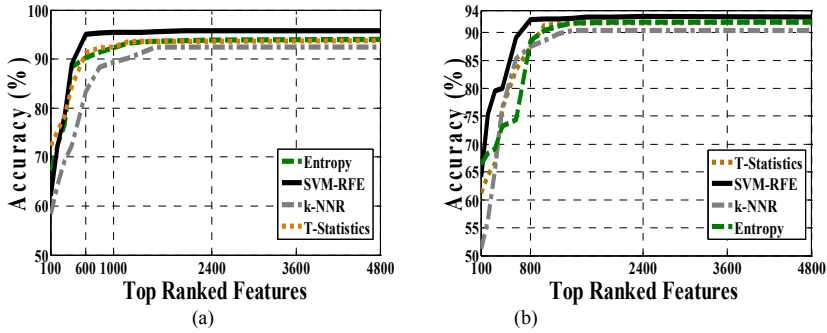 100
90
80
70
60
50
Accuracy (%)
Entropy
SVM-RFE
k-NNR
T-Statistics
100 600 1000 2400 3600 4800
Top Ranked Features
(a)
94
90
85
80
75
70
65
60
55
50
Accuracy (%)
T-Statistics
SVM-RFE
k-NNR
Entropy
100 800 2400 3600 4800
Top Ranked Features
(b)